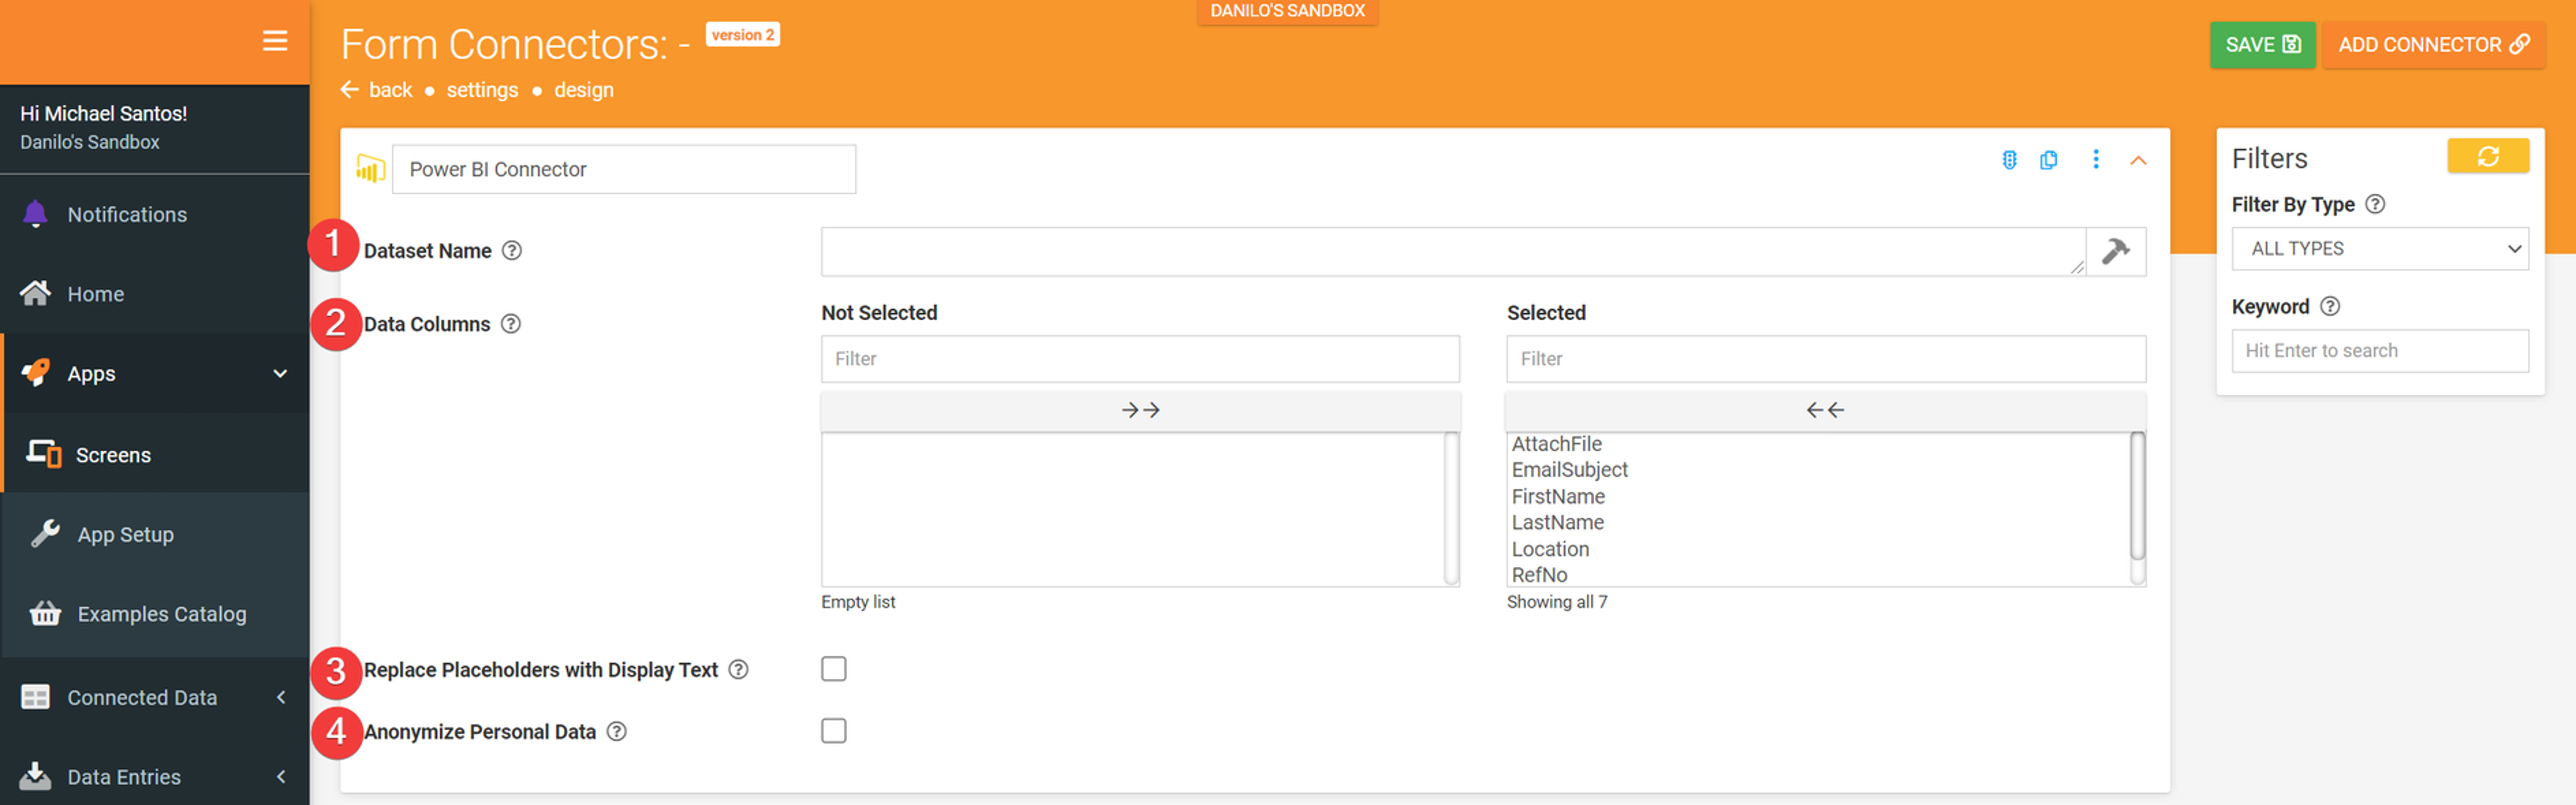 DANILO'S SANDBOX
Form Connectors: - version 2
SAVE ADD CONNECTOR
back • settings • design
Hi Michael Santos!
Danilo's Sandbox
Notifications
Home
Apps
Screens
App Setup
Examples Catalog
Connected Data
Data Entries
Power BI Connector
1 Dataset Name ?
2 Data Columns ?
Not Selected
Filter
Empty list
Selected
Filter
AttachFile
EmailSubject
FirstName
LastName
Location
RefNo
Showing all 7
3 Replace Placeholders with Display Text ?
4 Anonymize Personal Data ?
Filters
Filter By Type ?
ALL TYPES
Keyword ?
Hit Enter to search